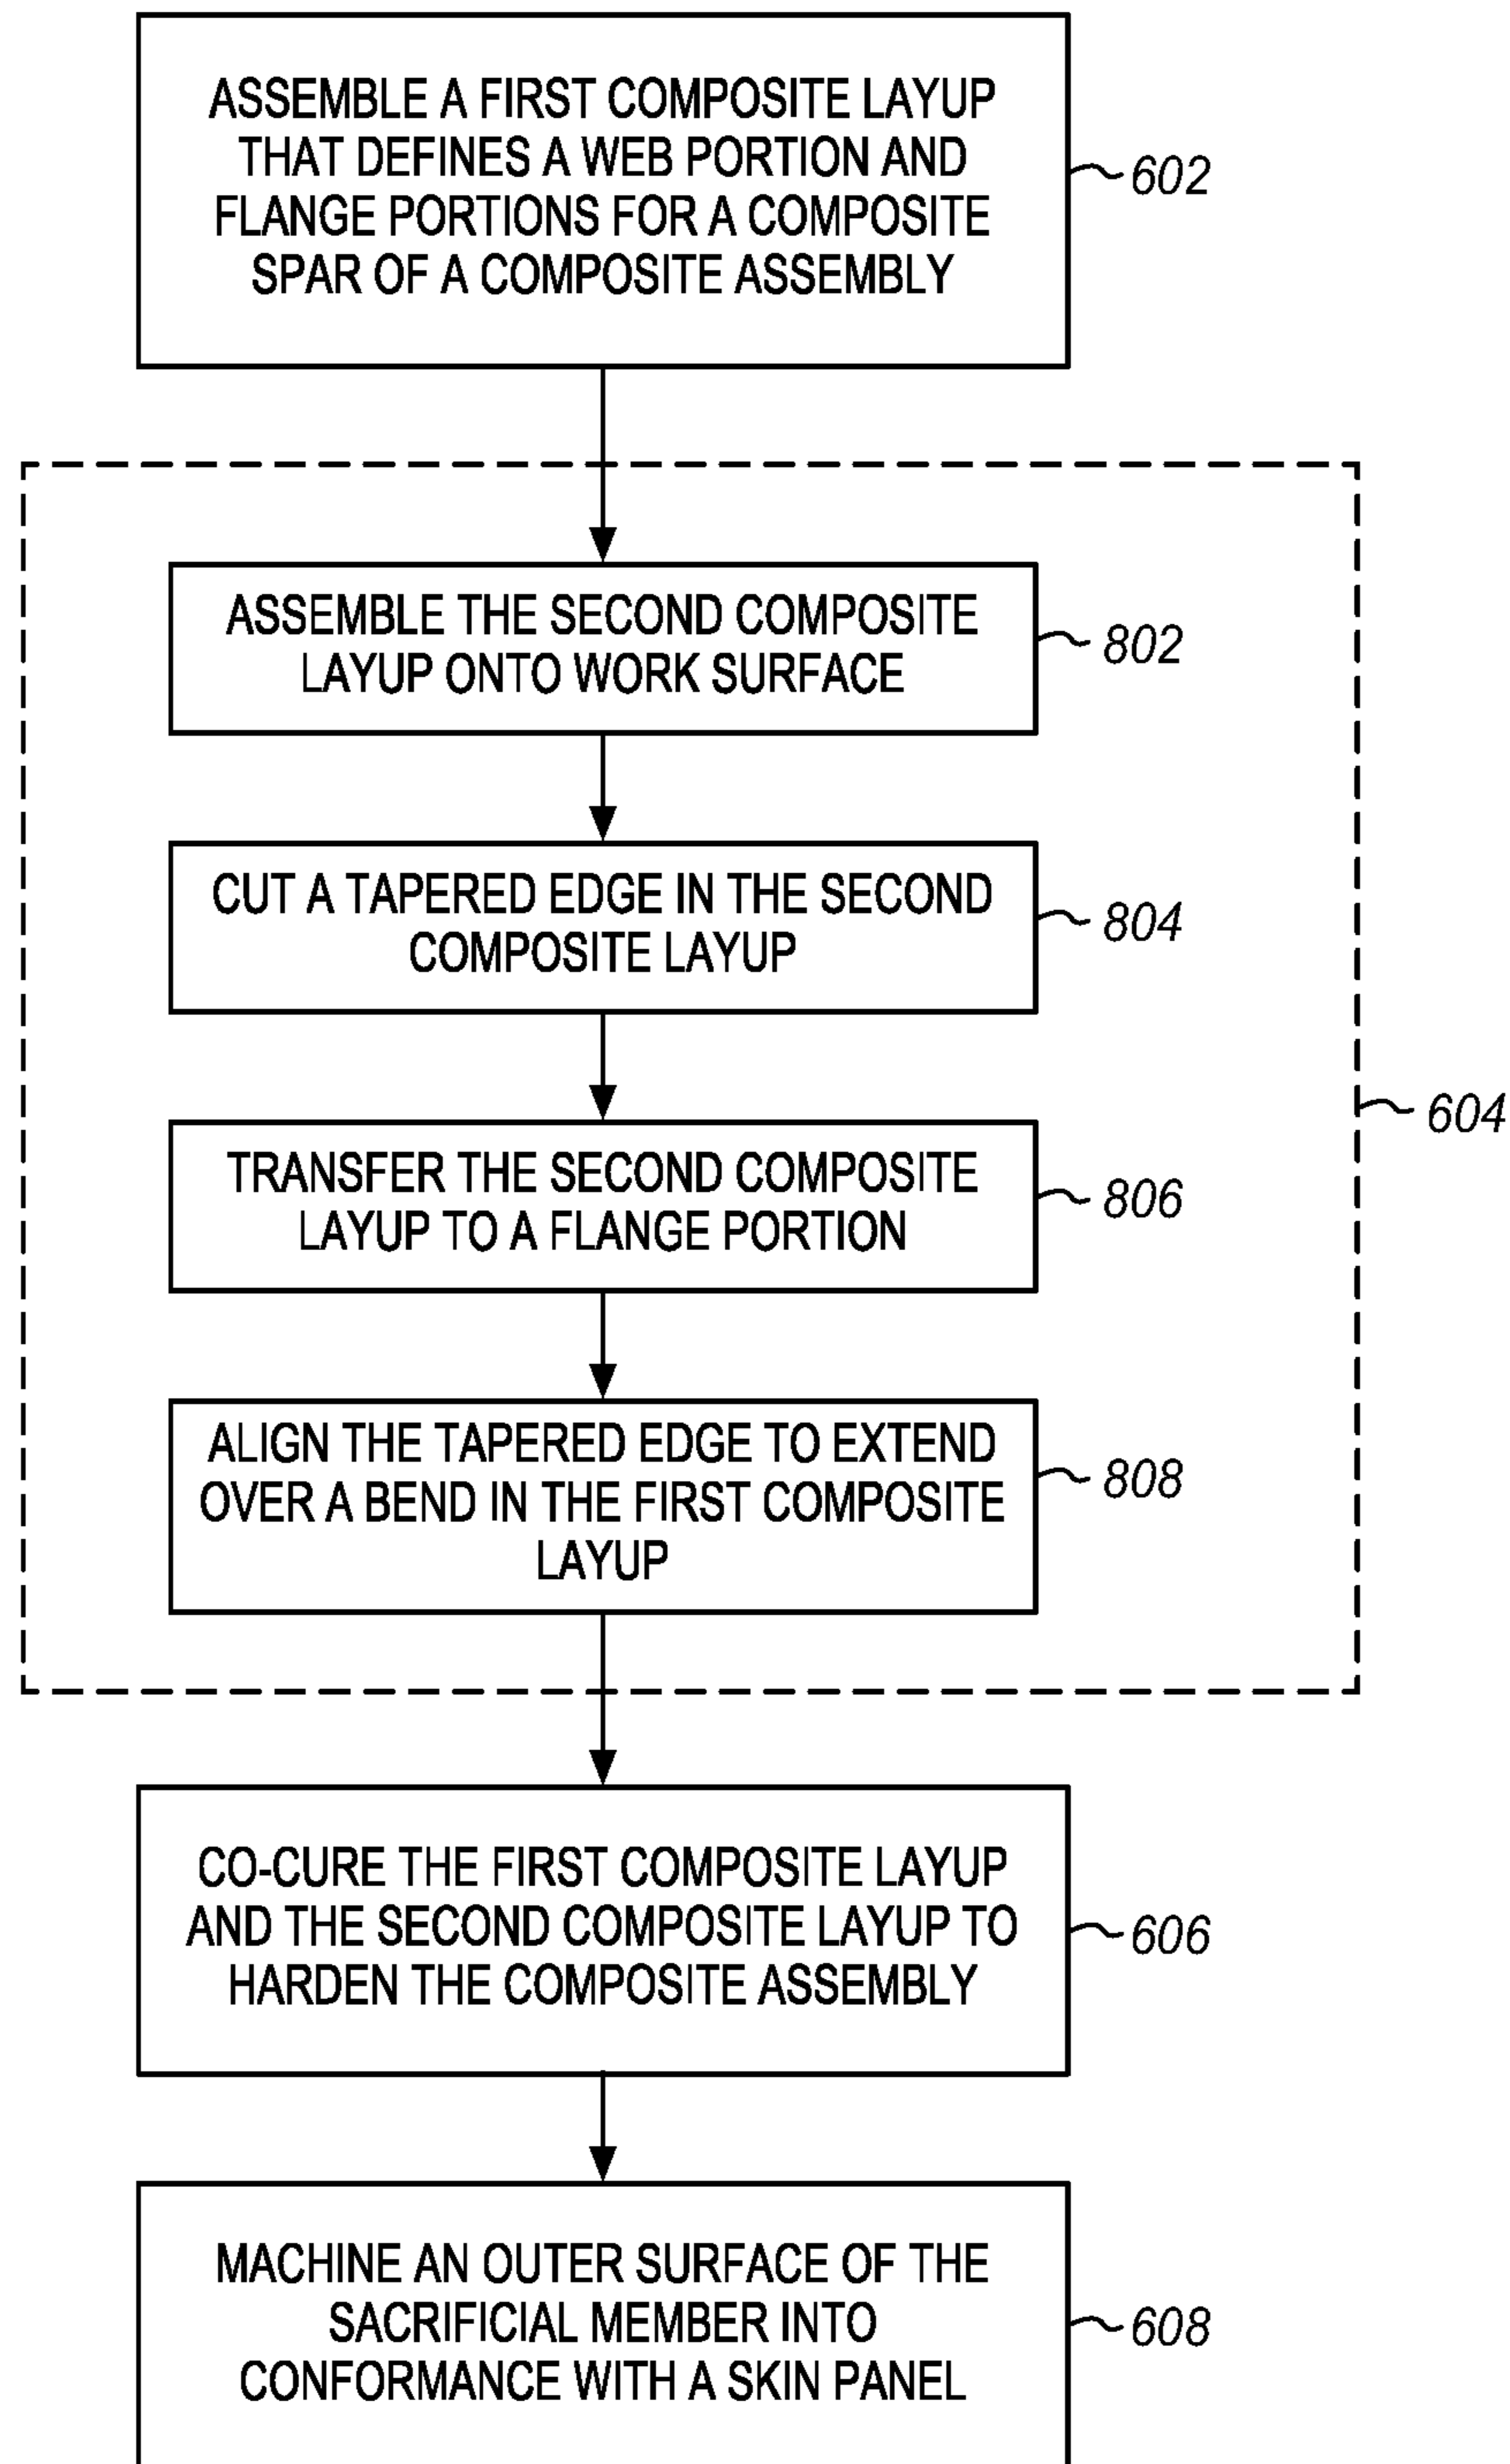 ASSEMBLE A FIRST COMPOSITE LAYUP
THAT DEFINES A WEB PORTION AND
FLANGE PORTIONS FOR A COMPOSITE
SPAR OF A COMPOSITE ASSEMBLY
602
ASSEMBLE THE SECOND COMPOSITE
LAYUP ONTO WORK SURFACE
802
CUT A TAPERED EDGE IN THE SECOND
COMPOSITE LAYUP
804
604
TRANSFER THE SECOND COMPOSITE
LAYUP TO A FLANGE PORTION
806
ALIGN THE TAPERED EDGE TO EXTEND
OVER A BEND IN THE FIRST COMPOSITE
LAYUP
808
CO-CURE THE FIRST COMPOSITE LAYUP
AND THE SECOND COMPOSITE LAYUP TO
HARDEN THE COMPOSITE ASSEMBLY
606
MACHINE AN OUTER SURFACE OF THE
SACRIFICIAL MEMBER INTO
CONFORMANCE WITH A SKIN PANEL
608